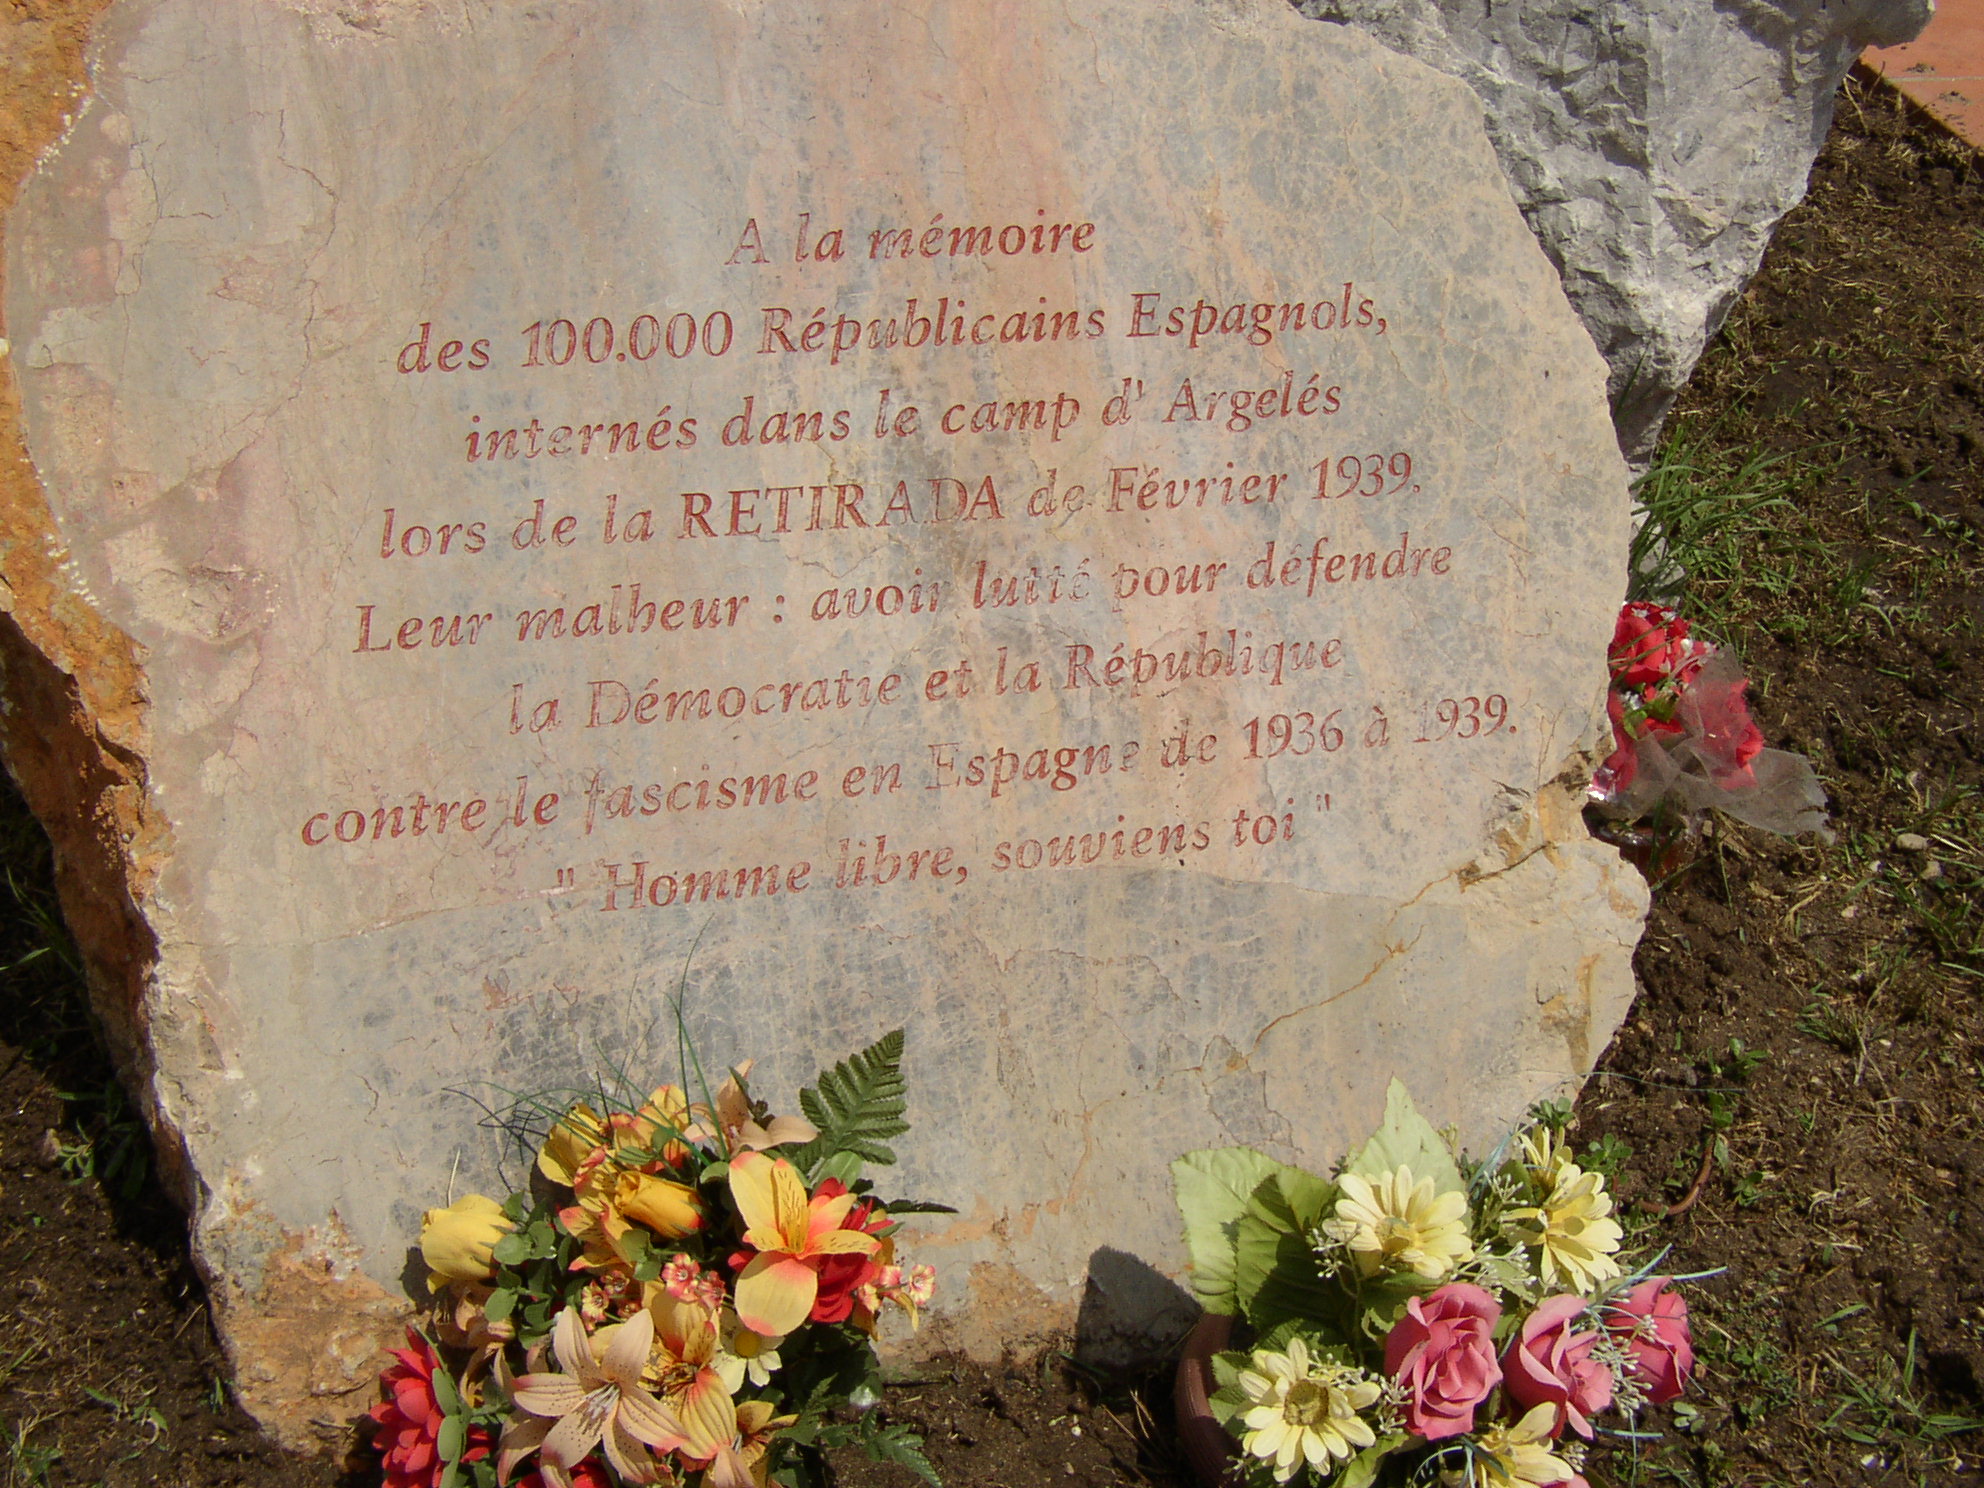 A la mémoire
des 100.000 Républicains Espagnols,
internés dans le camp d' Argelés
lors de la RETIRADA de Février 1939.
Leur malheur : avoir lutté pour défendre
la Démocratie et la République
contre le fascisme en Espagne de 1936 à 1939.
" Homme libre, souviens toi "